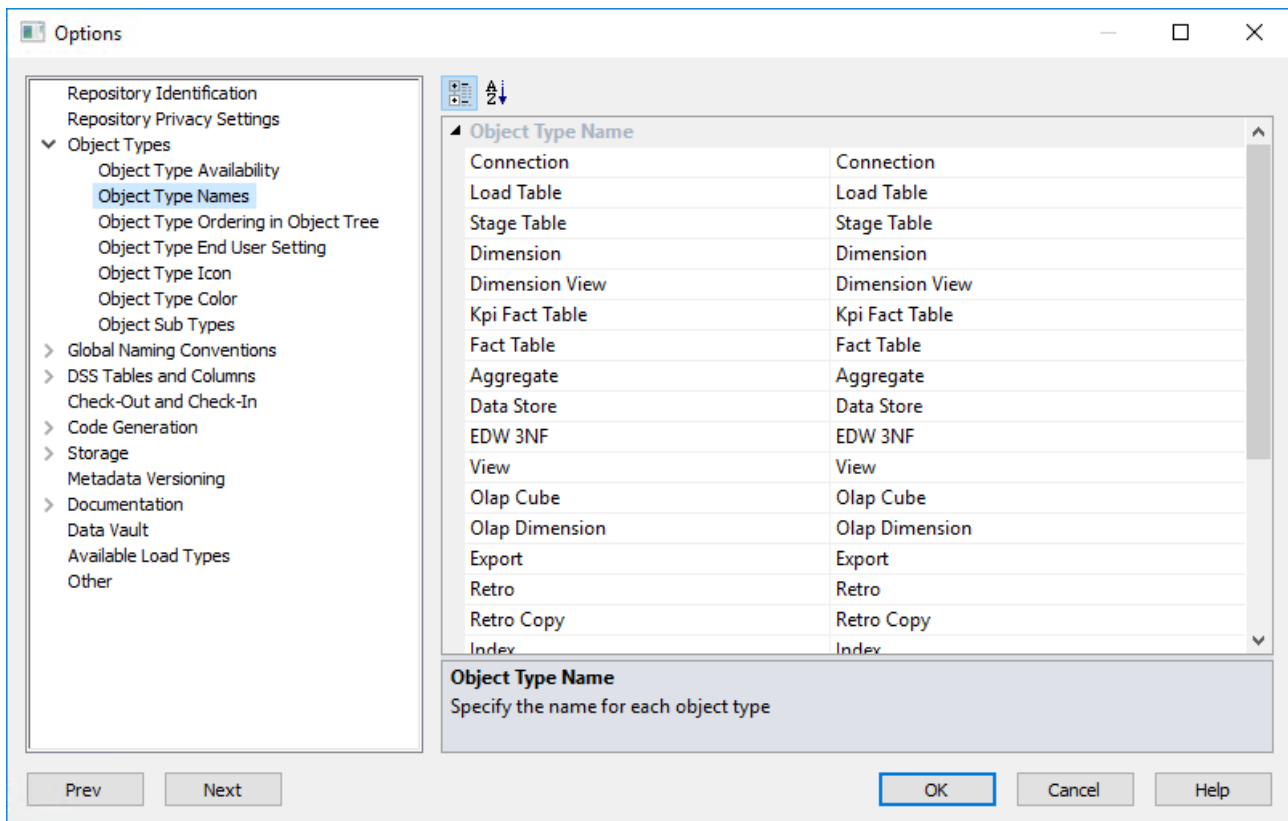 Options
Repository Identification
Repository Privacy Settings
Object Types
Object Type Availability
Object Type Names
Object Type Ordering in Object Tree
Object Type End User Setting
Object Type Icon
Object Type Color
Object Sub Types
Global Naming Conventions
DSS Tables and Columns
Check-Out and Check-In
Code Generation
Storage
Metadata Versioning
Documentation
Data Vault
Available Load Types
Other
A
Z
Object Type Name
Connection Connection
Load Table Load Table
Stage Table Stage Table
Dimension Dimension
Dimension View Dimension View
Kpi Fact Table Kpi Fact Table
Fact Table Fact Table
Aggregate Aggregate
Data Store Data Store
EDW 3NF EDW 3NF
View View
Olap Cube Olap Cube
Olap Dimension Olap Dimension
Export Export
Retro Retro
Retro Copy Retro Copy
Index Index
Object Type Name
Specify the name for each object type
Prev Next OK Cancel Help